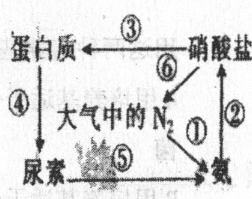 蛋白质 ③ 硝酸盐
④ ⑥
大气中的N₂ ① ②
尿素 ⑤ 氨